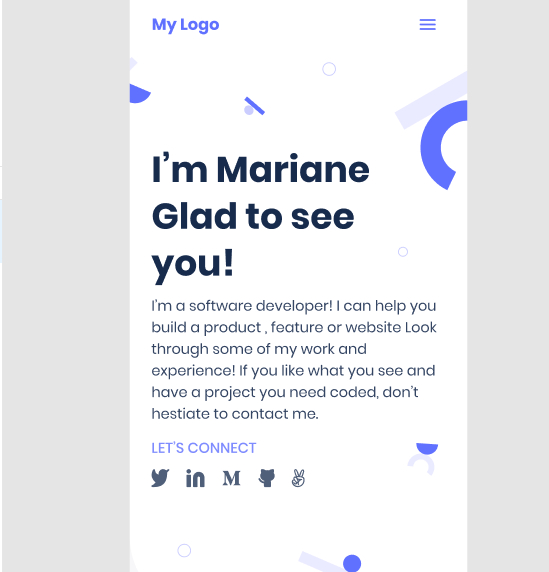 My Logo
I'm Mariane
Glad to see
you!
I'm a software developer! I can help you
build a product , feature or website Look
through some of my work and
experience! If you like what you see and
have a project you need coded, don't
hestiate to contact me.
LET'S CONNECT